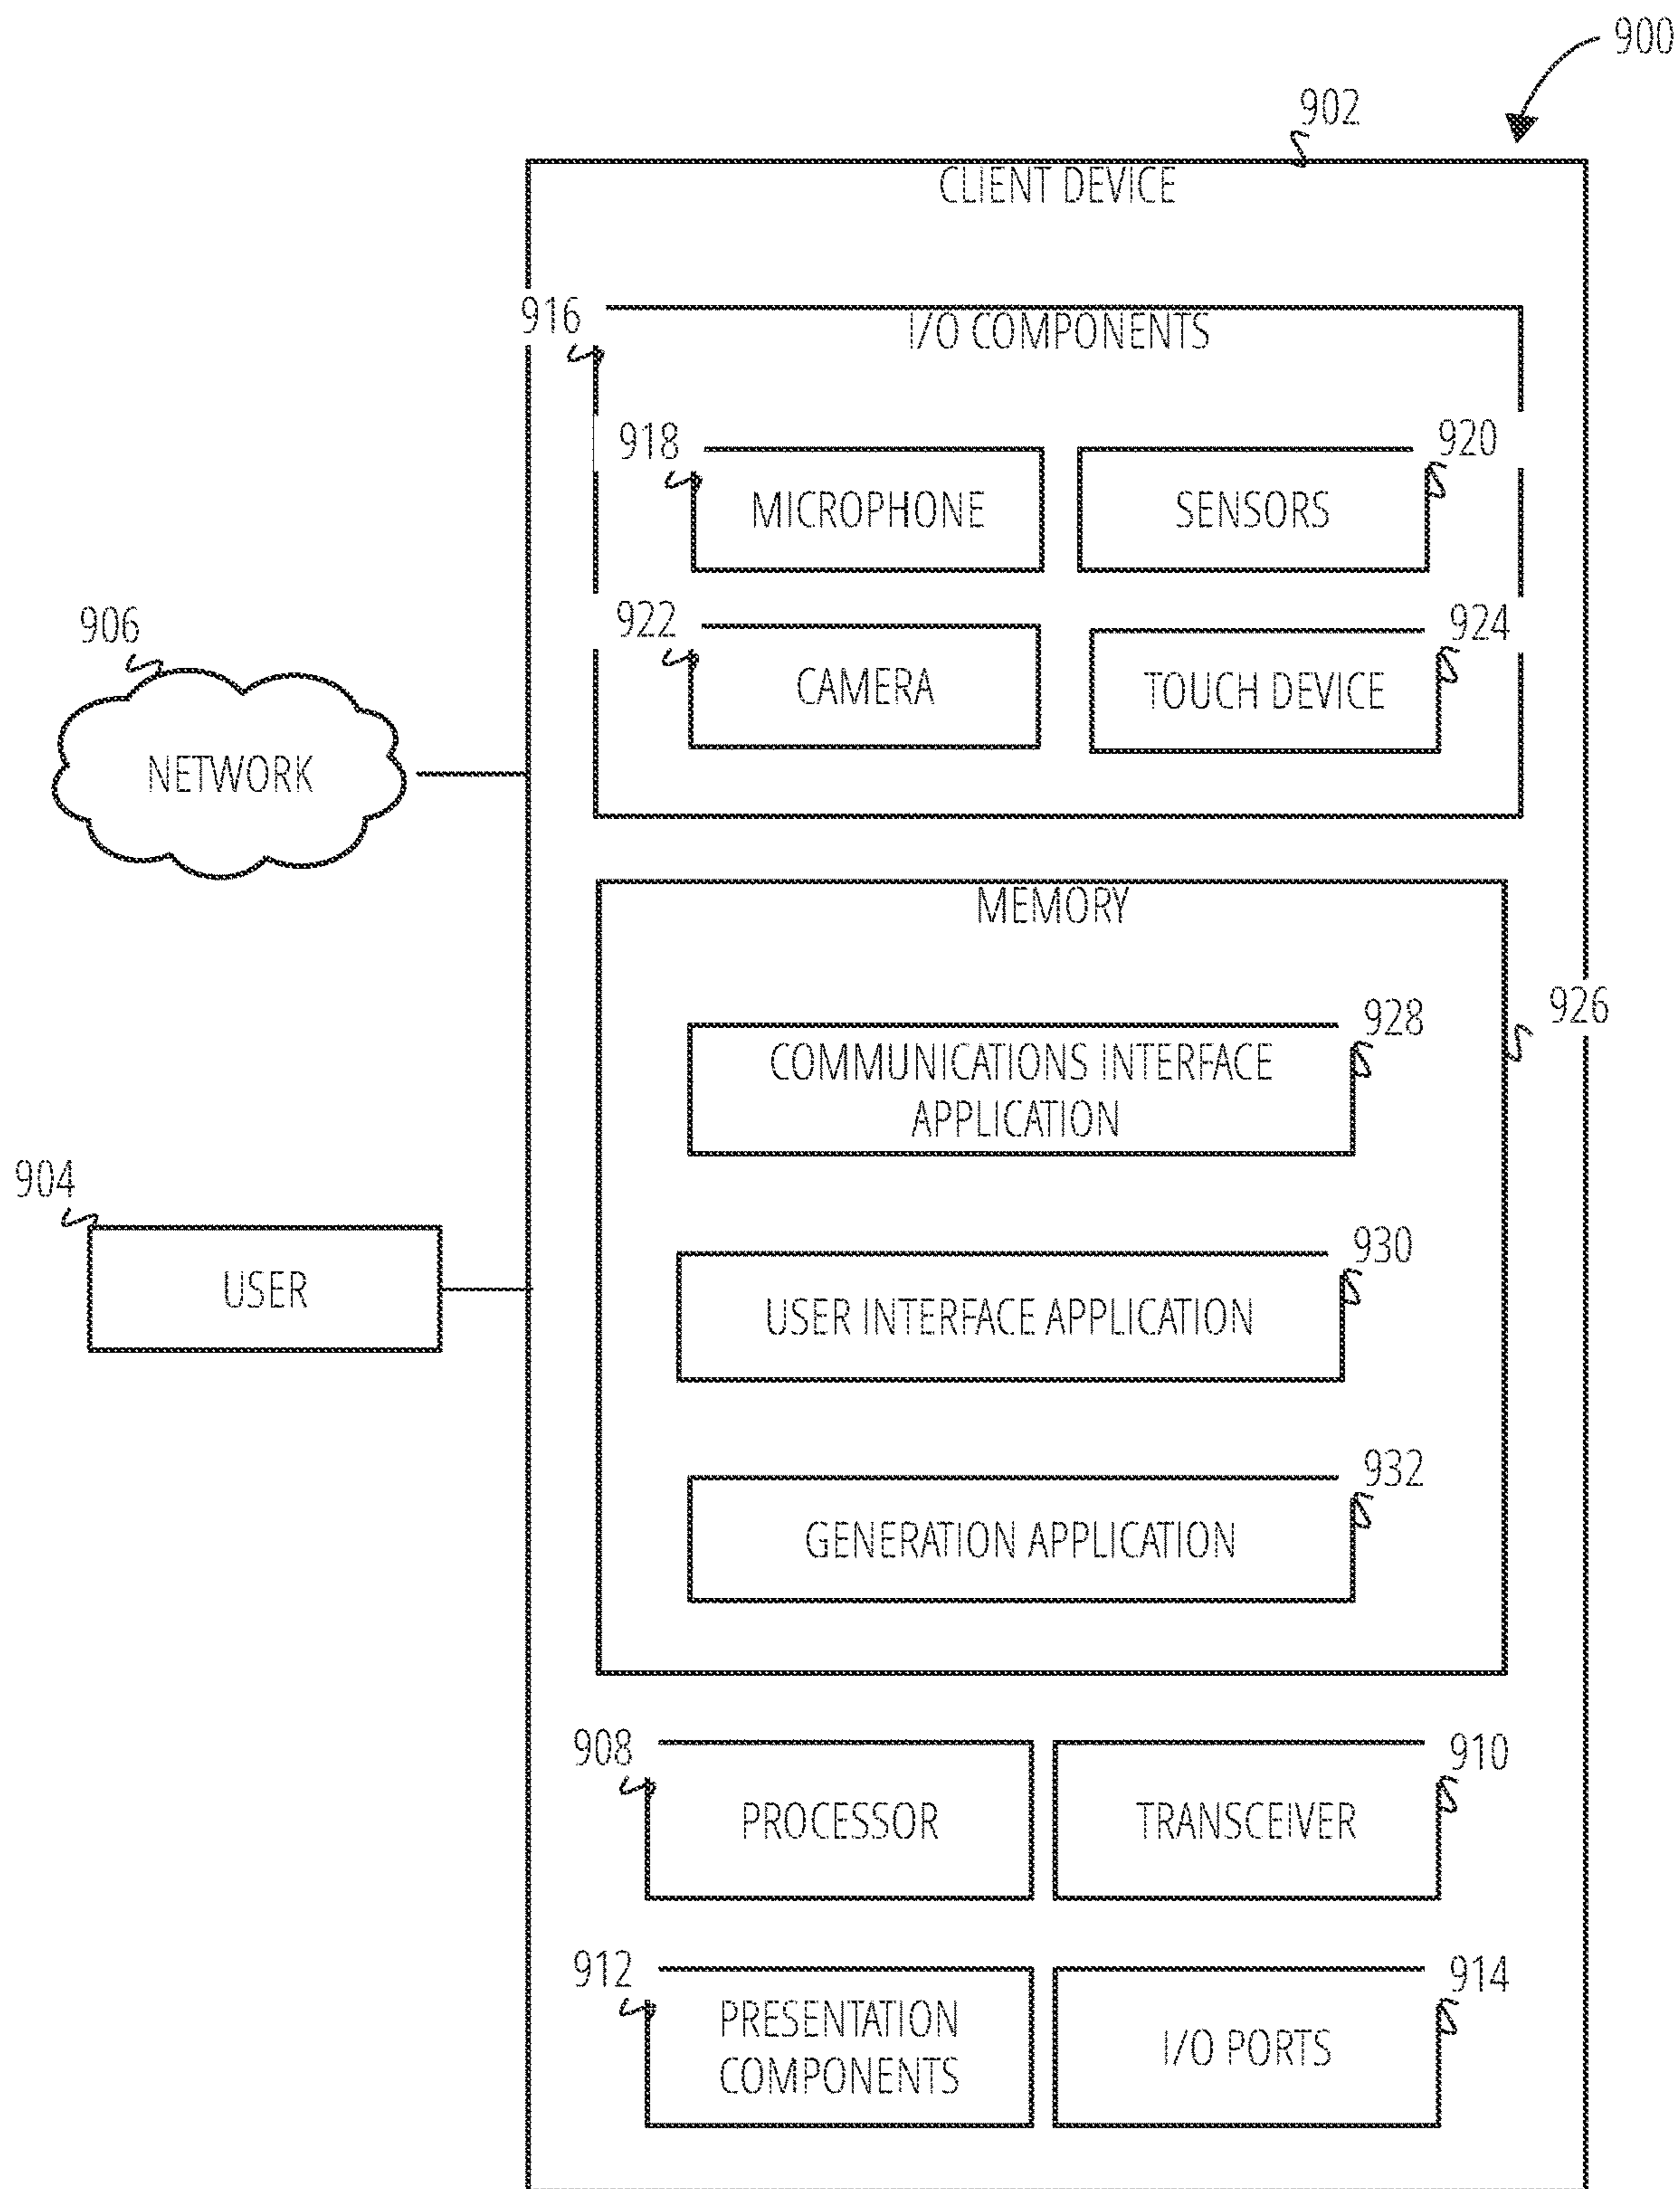 900
902
CLIENT DEVICE
916
I/O COMPONENTS
918
MICROPHONE
920
SENSORS
922
CAMERA
924
TOUCH DEVICE
906
NETWORK
MEMORY
926
928
COMMUNICATIONS INTERFACE
APPLICATION
904
USER
930
USER INTERFACE APPLICATION
932
GENERATION APPLICATION
908
PROCESSOR
910
TRANSCEIVER
912
PRESENTATION
COMPONENTS
914
I/O PORTS